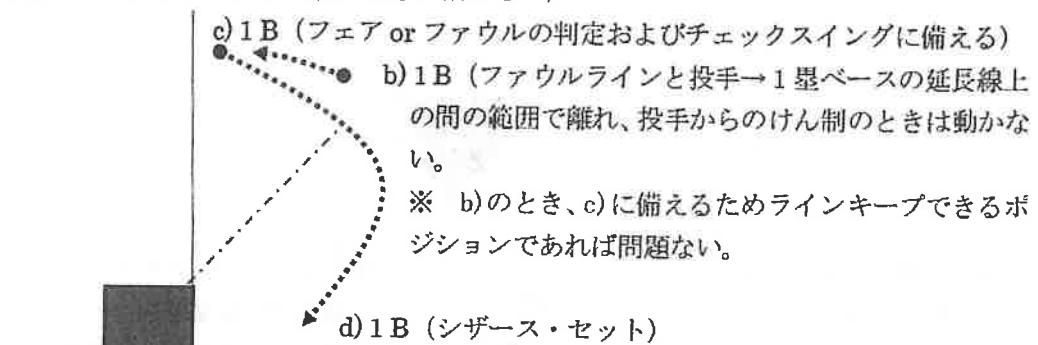 c) 1 B（フェア or ファウルの判定およびチェックスイングに備える）
b) 1 B（ファウルラインと投手→1 塁ベースの延長線上
の間の範囲で離れ、投手からのけん制のときは動かな
い。
※　b)のとき、c)に備えるためラインキープできるポ
ジションであれば問題ない。
d) 1 B（シザース・セット）